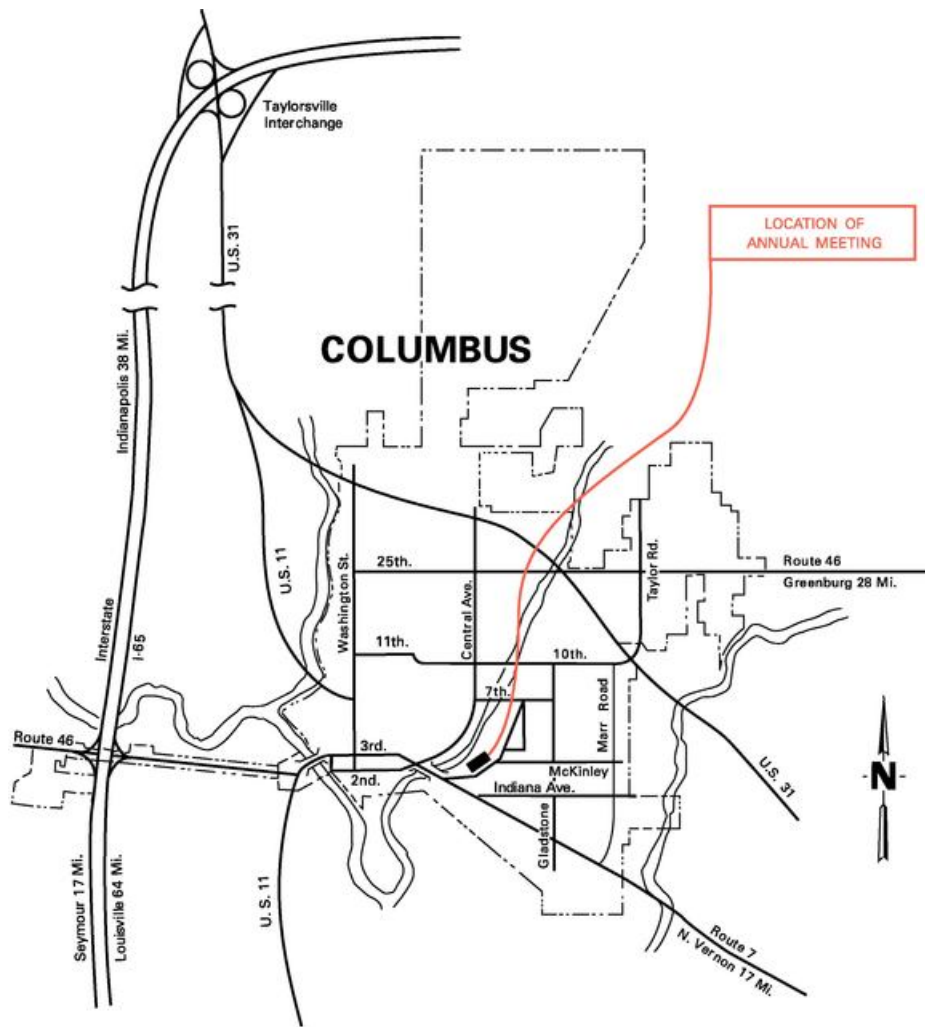 Taylorsville
Interchange
U.S. 31
LOCATION OF
ANNUAL MEETING
COLUMBUS
Indianapolis 38 Mi.
U.S. 11
Washington St.
25th.
Central Ave.
Taylor Rd.
Route 46
Greenburg 28 Mi.
Interstate
I-65
11th.
10th.
7th.
Marr Road
Route 46
3rd.
2nd.
McKinley
Indiana Ave.
Gladstone
U.S. 31
N
Seymour 17 Mi.
Louisville 64 Mi.
U.S. 11
Route 7
N. Vernon 17 Mi.